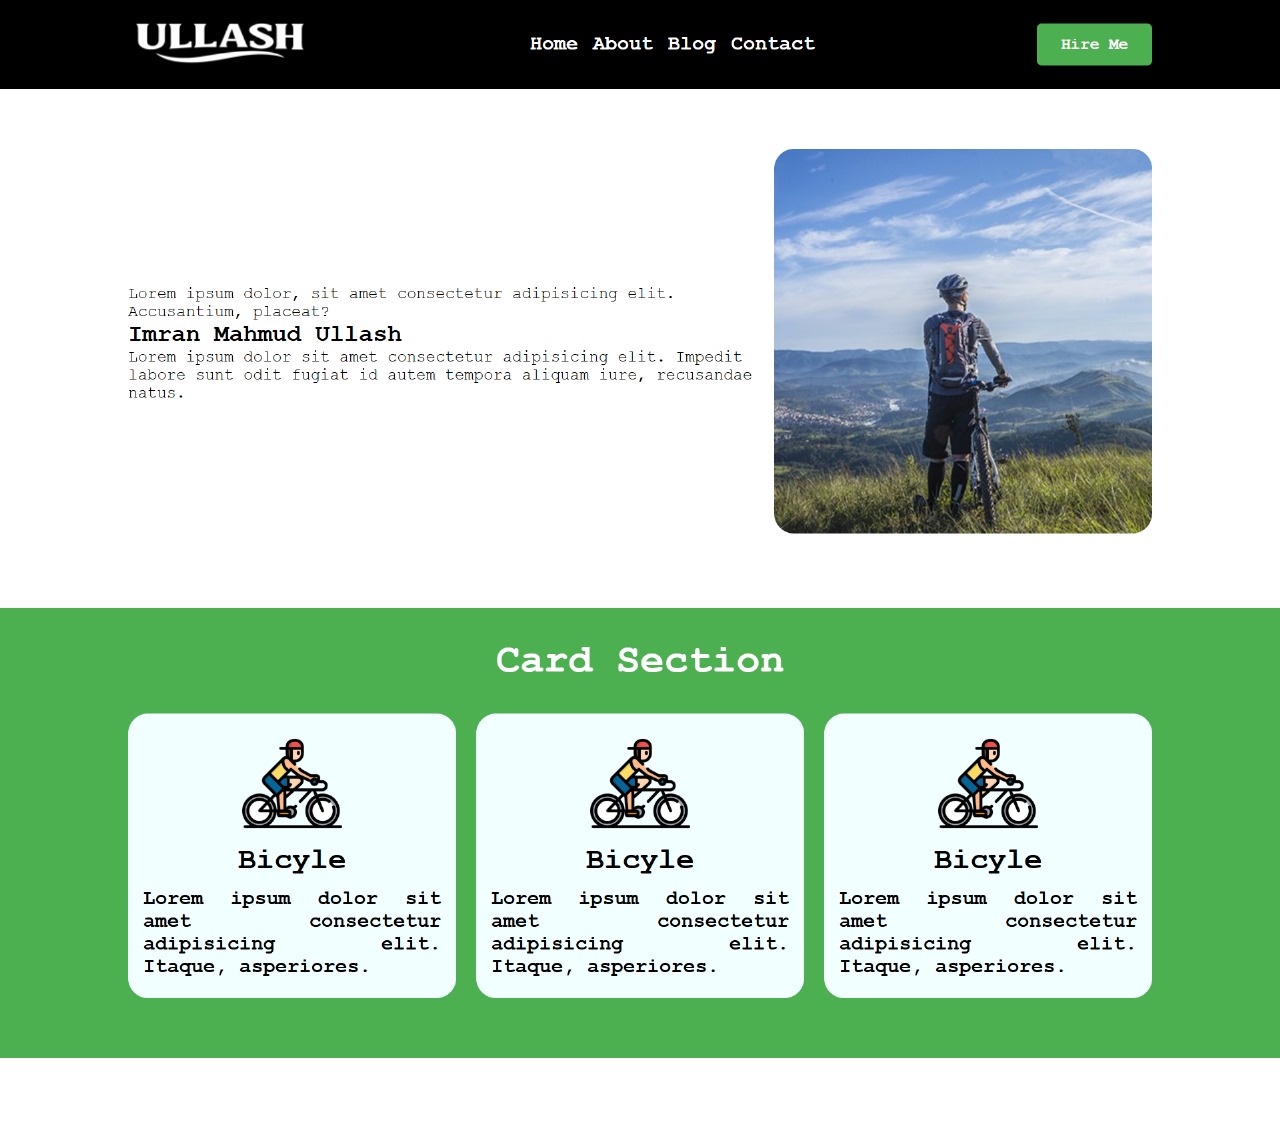 ULLASH
Home About Blog Contact
Hire Me
Lorem ipsum dolor, sit amet consectetur adipisicing elit.
Accusantium, placeat?
Imran Mahmud Ullash
Lorem ipsum dolor sit amet consectetur adipisicing elit. Impedit
labore sunt odit fugiat id autem tempora aliquam iure, recusandae
natus.
Card Section
Bicyle
Lorem ipsum dolor sit
amet consectetur
adipisicing elit.
Itaque, asperiores.
Bicyle
Lorem ipsum dolor sit
amet consectetur
adipisicing elit.
Itaque, asperiores.
Bicyle
Lorem ipsum dolor sit
amet consectetur
adipisicing elit.
Itaque, asperiores.